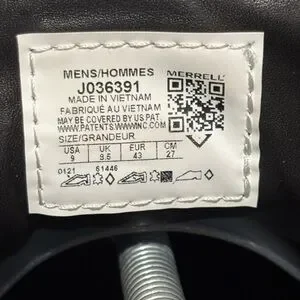 MENS/HOMMES
MERRELL
J036391
MADE IN VIETNAM
FABRIQUÉ AU VIETNAM
MAY BE COVERED BY US PAT.
WWW.PATENTS.WWWINC.COM
SIZE/GRANDEUR
USA UK EUR CM
9 8.5 43 27
0121 61446